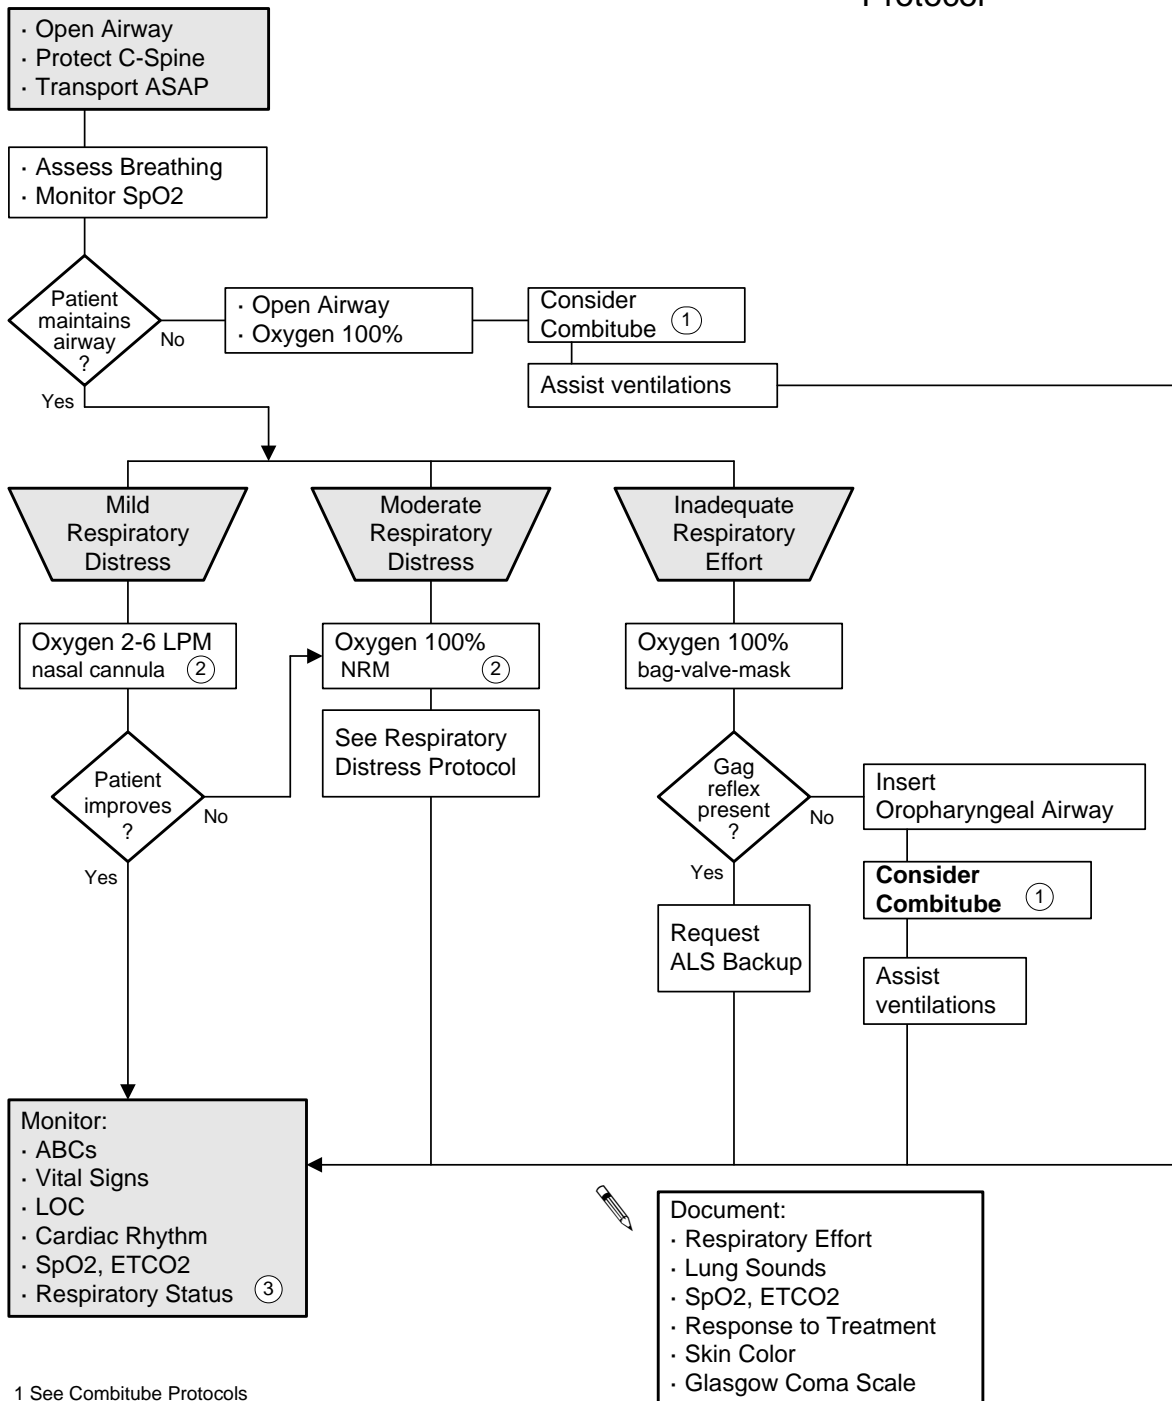 Protocol
· Open Airway
· Protect C-Spine
· Transport ASAP
· Assess Breathing
· Monitor SpO2
Patient
maintains
airway
?
No
Yes
· Open Airway
· Oxygen 100%
Consider
Combitube 1
Assist ventilations
Mild
Respiratory
Distress
Moderate
Respiratory
Distress
Inadequate
Respiratory
Effort
Oxygen 2-6 LPM
nasal cannula 2
Oxygen 100%
NRM 2
Oxygen 100%
bag-valve-mask
See Respiratory
Distress Protocol
Patient
improves
?
No
Yes
Gag
reflex
present
?
No
Yes
Insert
Oropharyngeal Airway
Consider
Combitube 1
Request
ALS Backup
Assist
ventilations
Monitor:
· ABCs
· Vital Signs
· LOC
· Cardiac Rhythm
· SpO2, ETCO2
· Respiratory Status 3
Document:
· Respiratory Effort
· Lung Sounds
· SpO2, ETCO2
· Response to Treatment
· Skin Color
· Glasgow Coma Scale
1 See Combitube Protocols